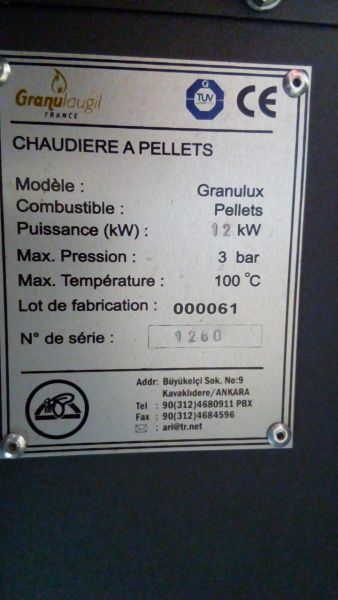 Granulaugil
FRANCE
TUV
CE
CHAUDIERE A PELLETS
Modèle : Granulux
Combustible : Pellets
Puissance (kW) : 12 kW
Max. Pression : 3 bar
Max. Température : 100 °C
Lot de fabrication : 000061
N° de série : 1260
Addr: Büyükelçi Sok. No:9
Kavaklıdere/ANKARA
Tel : 90(312)4680911 PBX
Fax : 90(312)4684596
: ari@tr.net